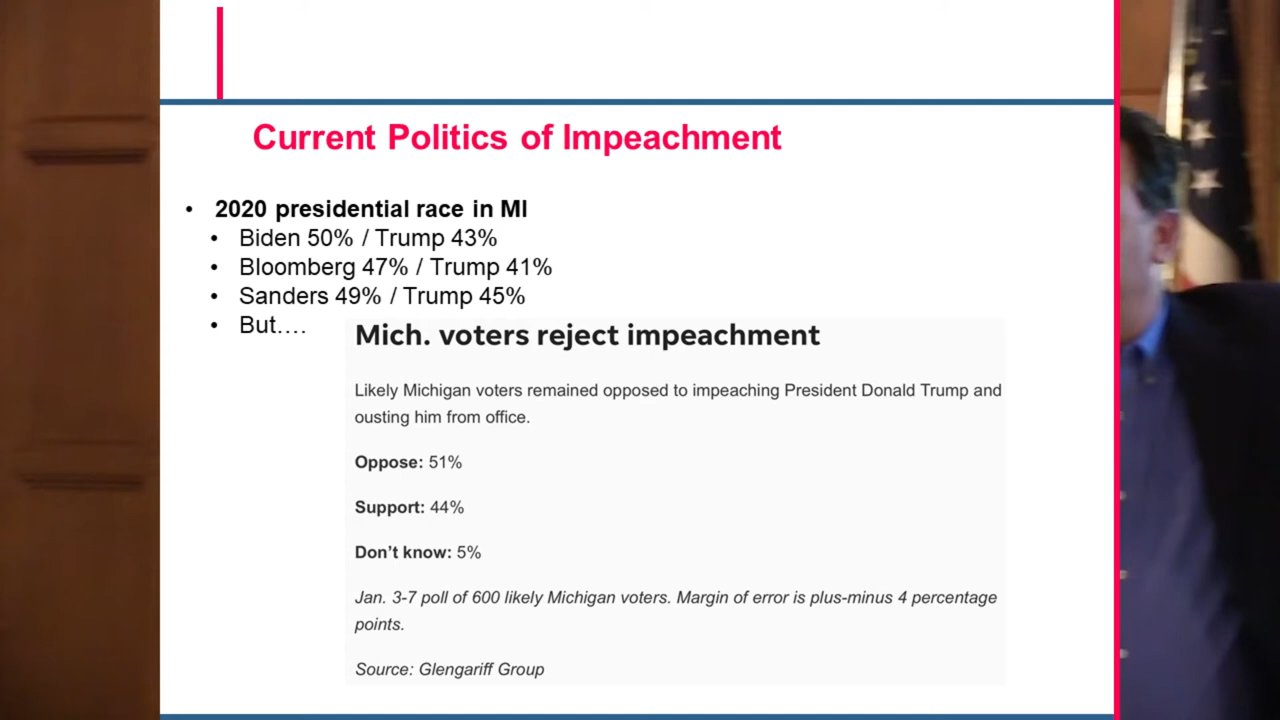 Current Politics of Impeachment
• 2020 presidential race in MI
• Biden 50% / Trump 43%
• Bloomberg 47% / Trump 41%
• Sanders 49% / Trump 45%
• But….
Mich. voters reject impeachment
Likely Michigan voters remained opposed to impeaching President Donald Trump and
ousting him from office.
Oppose: 51%
Support: 44%
Don’t know: 5%
Jan. 3-7 poll of 600 likely Michigan voters. Margin of error is plus-minus 4 percentage
points.
Source: Glengariff Group